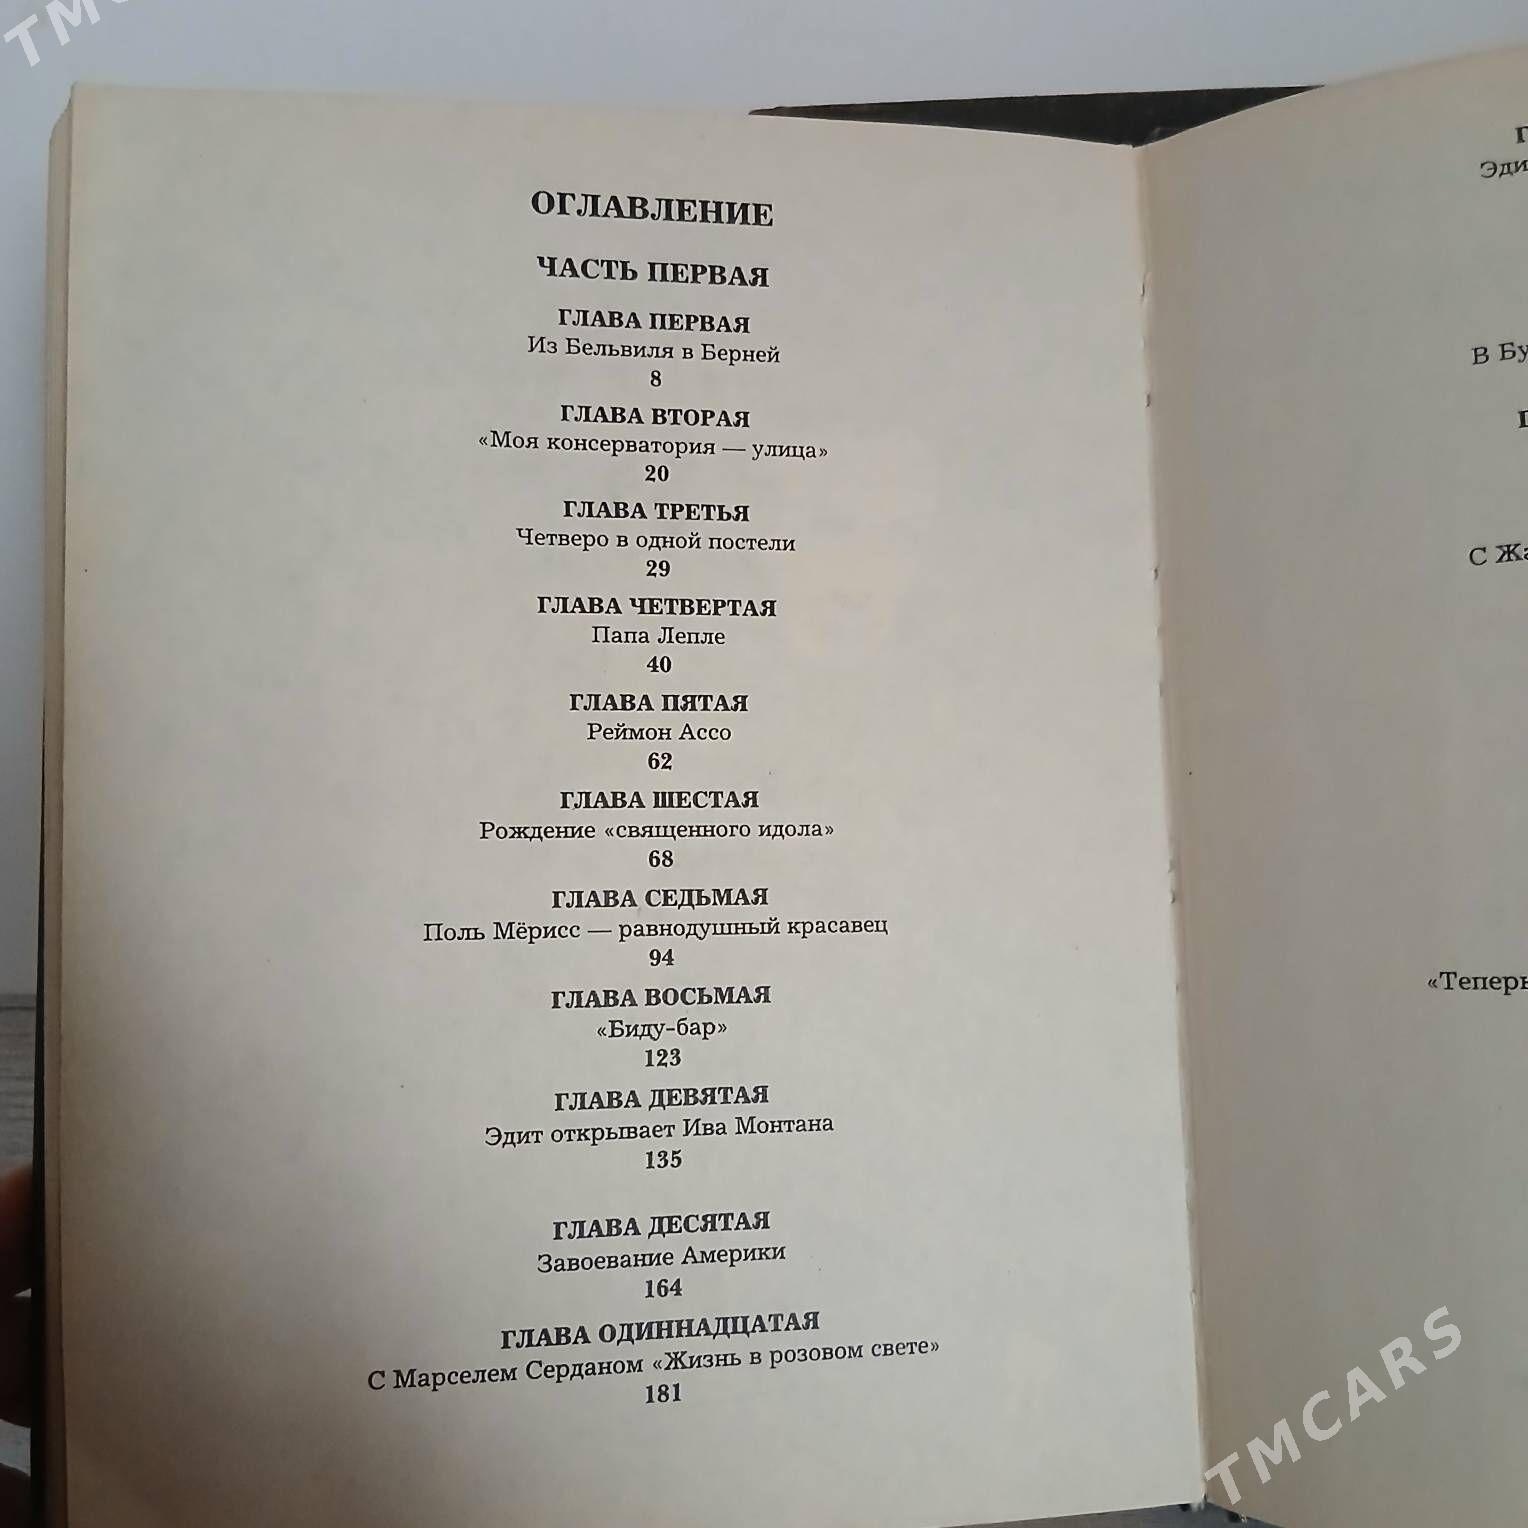 ОГЛАВЛЕНИЕ
ЧАСТЬ ПЕРВАЯ
ГЛАВА ПЕРВАЯ
Из Бельвиля в Берней
8
ГЛАВА ВТОРАЯ
«Моя консерватория — улица»
20
ГЛАВА ТРЕТЬЯ
Четверо в одной постели
29
ГЛАВА ЧЕТВЕРТАЯ
Папа Лепле
40
ГЛАВА ПЯТАЯ
Реймон Ассо
62
ГЛАВА ШЕСТАЯ
Рождение «священного идола»
68
ГЛАВА СЕДЬМАЯ
Поль Мёрисс — равнодушный красавец
94
ГЛАВА ВОСЬМАЯ
«Биду-бар»
123
ГЛАВА ДЕВЯТАЯ
Эдит открывает Ива Монтана
135
ГЛАВА ДЕСЯТАЯ
Завоевание Америки
164
ГЛАВА ОДИННАДЦАТАЯ
С Марселем Серданом «Жизнь в розовом свете»
181
«Теперь
TMCARS